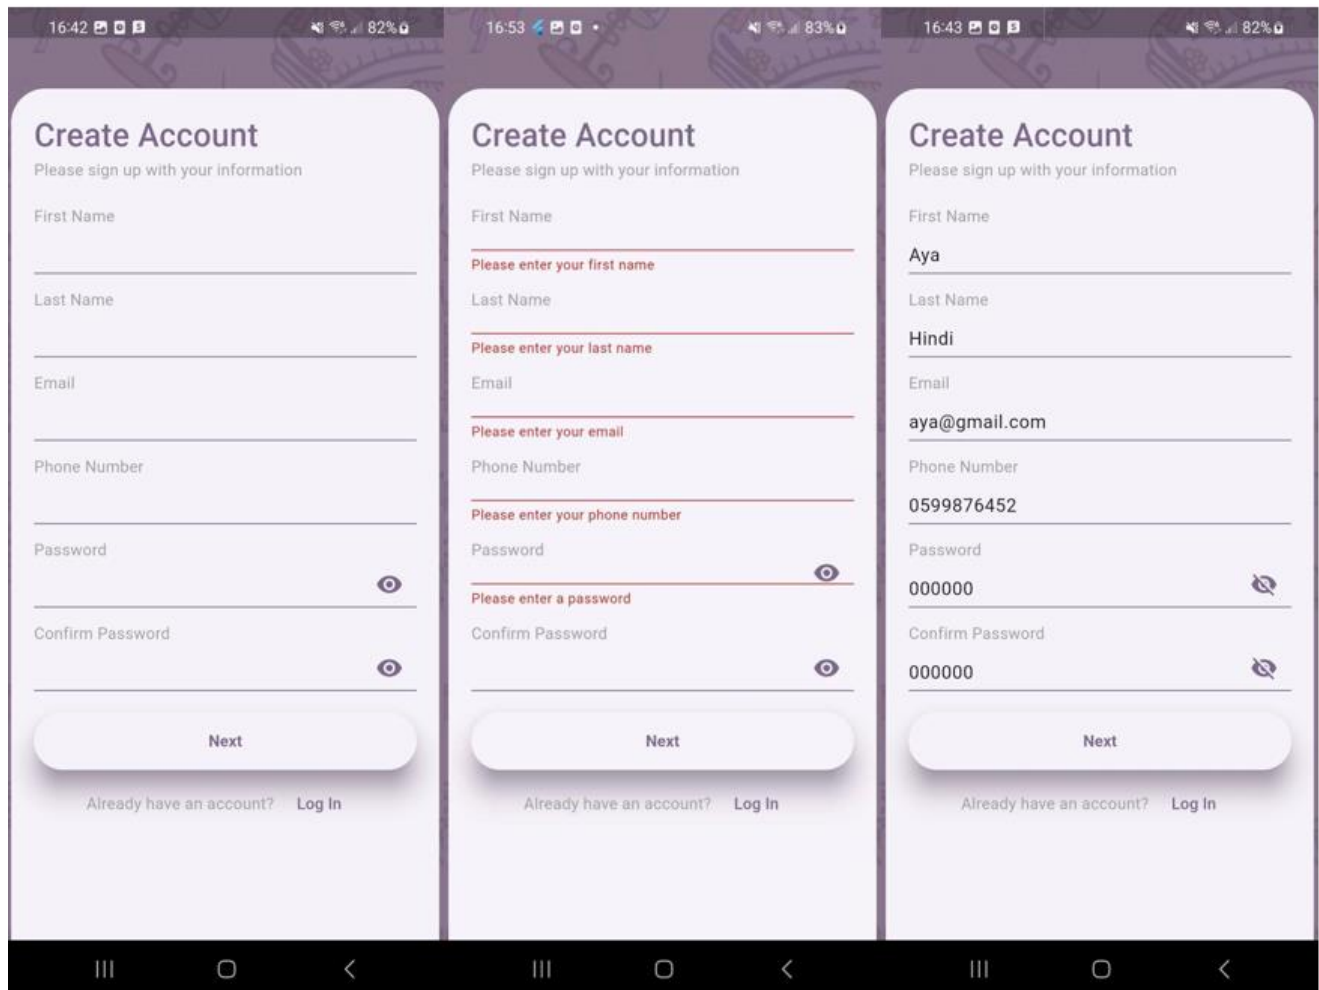 16:42
82%
Create Account
Please sign up with your information
First Name
Last Name
Email
Phone Number
Password
Confirm Password
Next
Already have an account? Log In
16:53
83%
Create Account
Please sign up with your information
First Name
Please enter your first name
Last Name
Please enter your last name
Email
Please enter your email
Phone Number
Please enter your phone number
Password
Please enter a password
Confirm Password
Next
Already have an account? Log In
16:43
82%
Create Account
Please sign up with your information
First Name
Aya
Last Name
Hindi
Email
aya@gmail.com
Phone Number
0599876452
Password
000000
Confirm Password
000000
Next
Already have an account? Log In